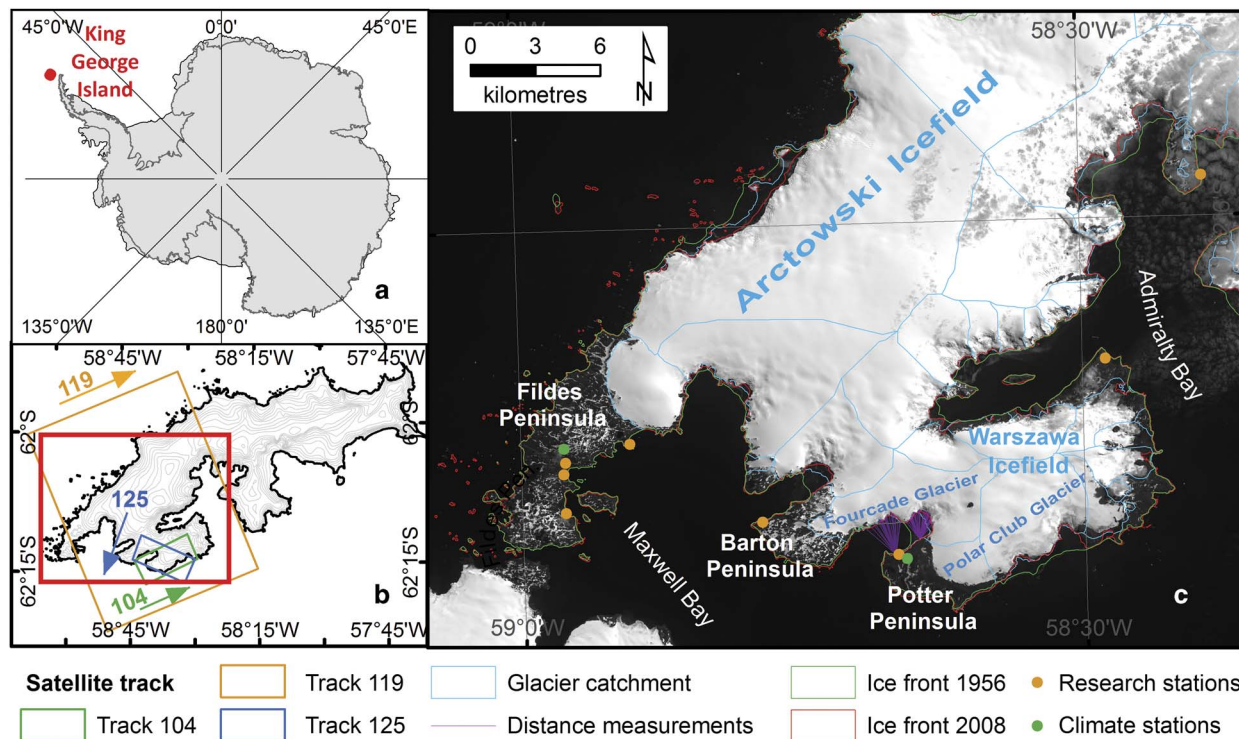 45°0'W
0°0'
45°0'E
King
George
Island
135°0'W
180°0'
135°0'E
a
58°45'W
58°15'W
57°45'W
119
62°S
62°S
125
62°15'S
62°15'S
104
b
58°45'W
58°15'W
57°45'W
58°30'W
0
3
6
kilometres
N
Arctowski Icefield
Admiralty Bay
Fildes
Peninsula
Warszawa
Icefield
Fourcade Glacier
Polar Club Glacier
Maxwell Bay
Barton
Peninsula
Potter
Peninsula
c
59°0'W
58°30'W
Satellite track
Track 119
Glacier catchment
Ice front 1956
Research stations
Track 104
Track 125
Distance measurements
Ice front 2008
Climate stations